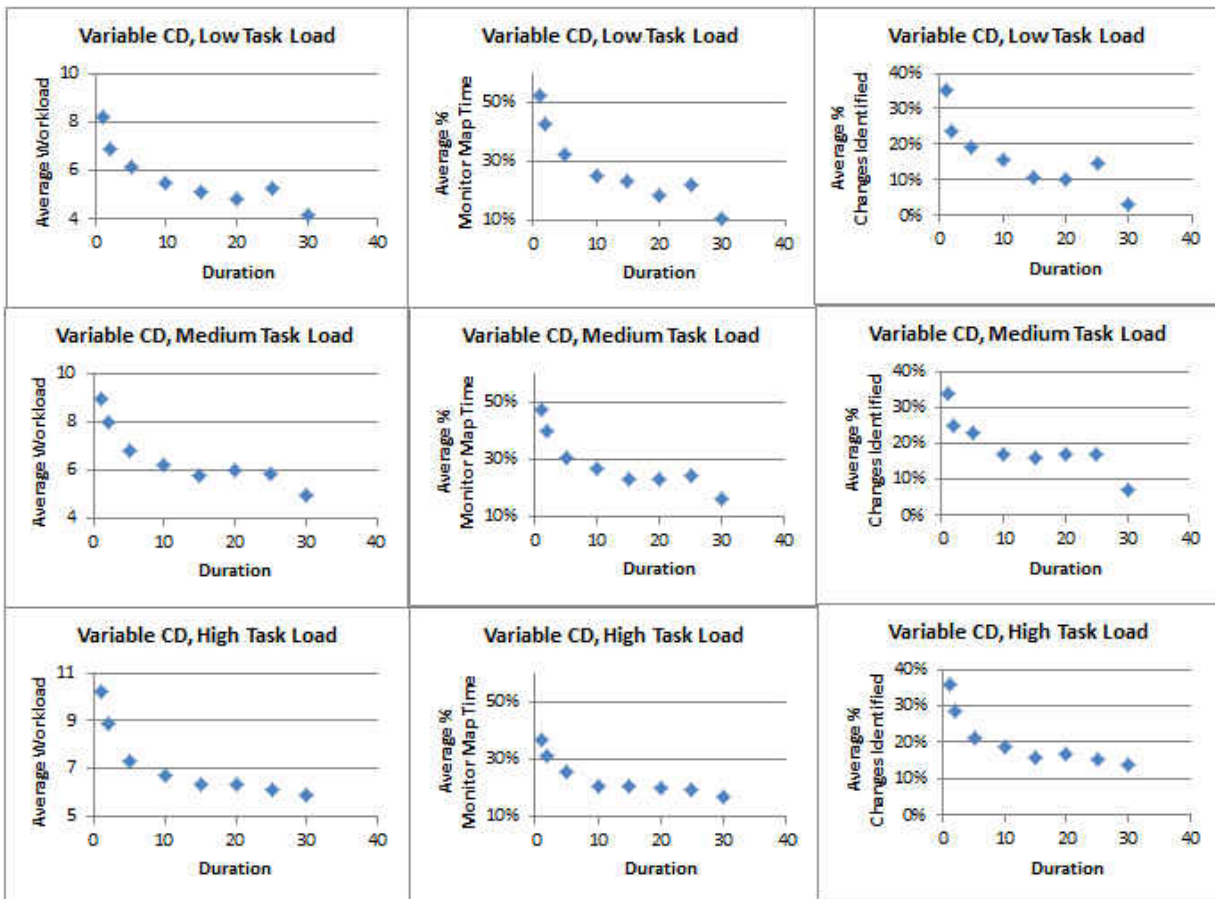 Variable CD, Low Task Load
10
8
6
4
0 10 20 30 40
Average Workload
Duration
Variable CD, Low Task Load
50%
30%
10%
0 10 20 30 40
Average %
Monitor Map Time
Duration
Variable CD, Low Task Load
40%
30%
20%
10%
0%
0 10 20 30 40
Average %
Changes Identified
Duration
Variable CD, Medium Task Load
10
8
6
4
0 10 20 30 40
Average Workload
Duration
Variable CD, Medium Task Load
50%
30%
10%
0 10 20 30 40
Average %
Monitor Map Time
Duration
Variable CD, Medium Task Load
40%
30%
20%
10%
0%
0 10 20 30 40
Average %
Changes Identified
Duration
Variable CD, High Task Load
11
9
7
5
0 10 20 30 40
Average Workload
Duration
Variable CD, High Task Load
50%
30%
10%
0 10 20 30 40
Average %
Monitor Map Time
Duration
Variable CD, High Task Load
40%
30%
20%
10%
0%
0 10 20 30 40
Average %
Changes Identified
Duration